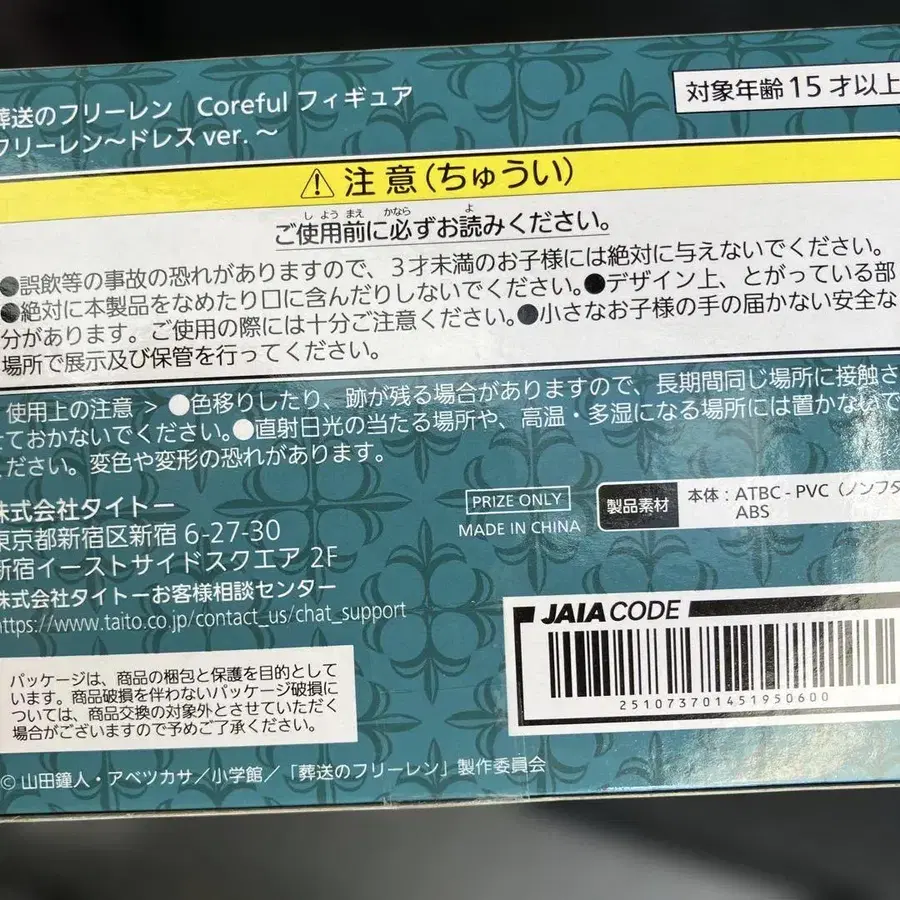 葬送のフリーレン Coreful フィギュア
フリーレン～ドレスver.～
対象年齢15才以上
⚠ 注意(ちゅうい)
ご使用前に必ずお読みください。
●誤飲等の事故の恐れがありますので、3才未満のお子様には絶対に与えないでください。
●絶対に本製品をなめたり口に含んだりしないでください。●デザイン上、とがっている部
分があります。ご使用の際には十分ご注意ください。●小さなお子様の手の届かない安全な
場所で展示及び保管を行ってください。
使用上の注意 > ●色移りしたり、跡が残る場合がありますので、長期間同じ場所に接触さ
せておかないでください。●直射日光の当たる場所や、高温・多湿になる場所には置かないで
ください。変色や変形の恐れがあります。
株式会社タイトー
東京都新宿区新宿 6-27-30
新宿イーストサイドスクエア 2F
株式会社タイトーお客様相談センター
https://www.taito.co.jp/contact_us/chat_support
PRIZE ONLY
MADE IN CHINA
製品素材
本体:ATBC-PVC(ノンフタ
ABS
JAIA CODE
251073701451950600
パッケージは、商品の梱包と保護を目的として
います。商品破損を伴わないパッケージ破損に
ついては、商品交換の対象外とさせていただく
場合がございますので予めご了承ください。
© 山田鐘人・アベツカサ／小学館／「葬送のフリーレン」製作委員会